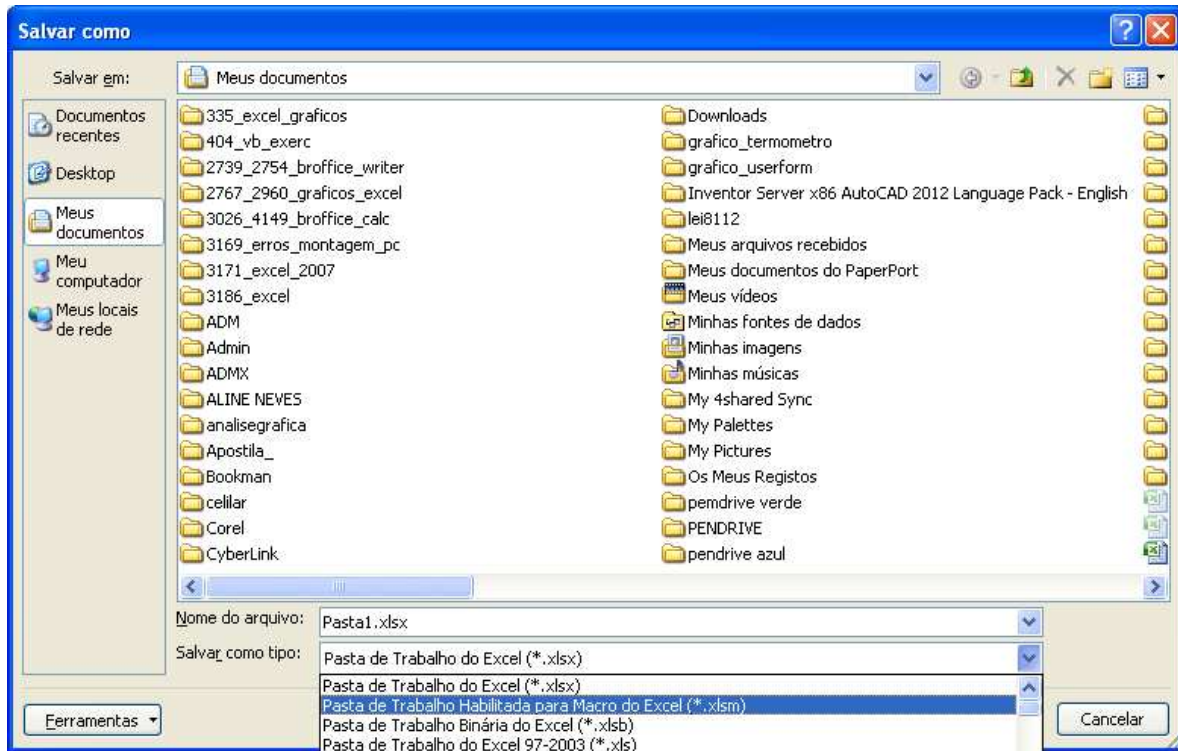 Salvar como
Salvar em:
Meus documentos
Documentos
recentes
Desktop
Meus
documentos
Meu
computador
Meus locais
de rede
335_excel_graficos
404_vb_exerc
2739_2754_broffice_writer
2767_2960_graficos_excel
3026_4149_broffice_calc
3169_erros_montagem_pc
3171_excel_2007
3186_excel
ADM
Admin
ADMX
ALINE NEVES
analisegrafica
Apostila_
Bookman
celilar
Corel
CyberLink
Downloads
grafico_termometro
grafico_userform
Inventor Server x86 AutoCAD 2012 Language Pack - English
lei8112
Meus arquivos recebidos
Meus documentos do PaperPort
Meus vídeos
Minhas fontes de dados
Minhas imagens
Minhas músicas
My 4shared Sync
My Palettes
My Pictures
Os Meus Registos
pemdrive verde
PENDRIVE
pendrive azul
Nome do arquivo:
Pasta1.xlsx
Salvar como tipo:
Pasta de Trabalho do Excel (*.xlsx)
Pasta de Trabalho do Excel (*.xlsx)
Pasta de Trabalho Habilitada para Macro do Excel (*.xlsm)
Pasta de Trabalho Binária do Excel (*.xlsb)
Pasta de Trabalho do Excel 97-2003 (*.xls)
Ferramentas
Cancelar